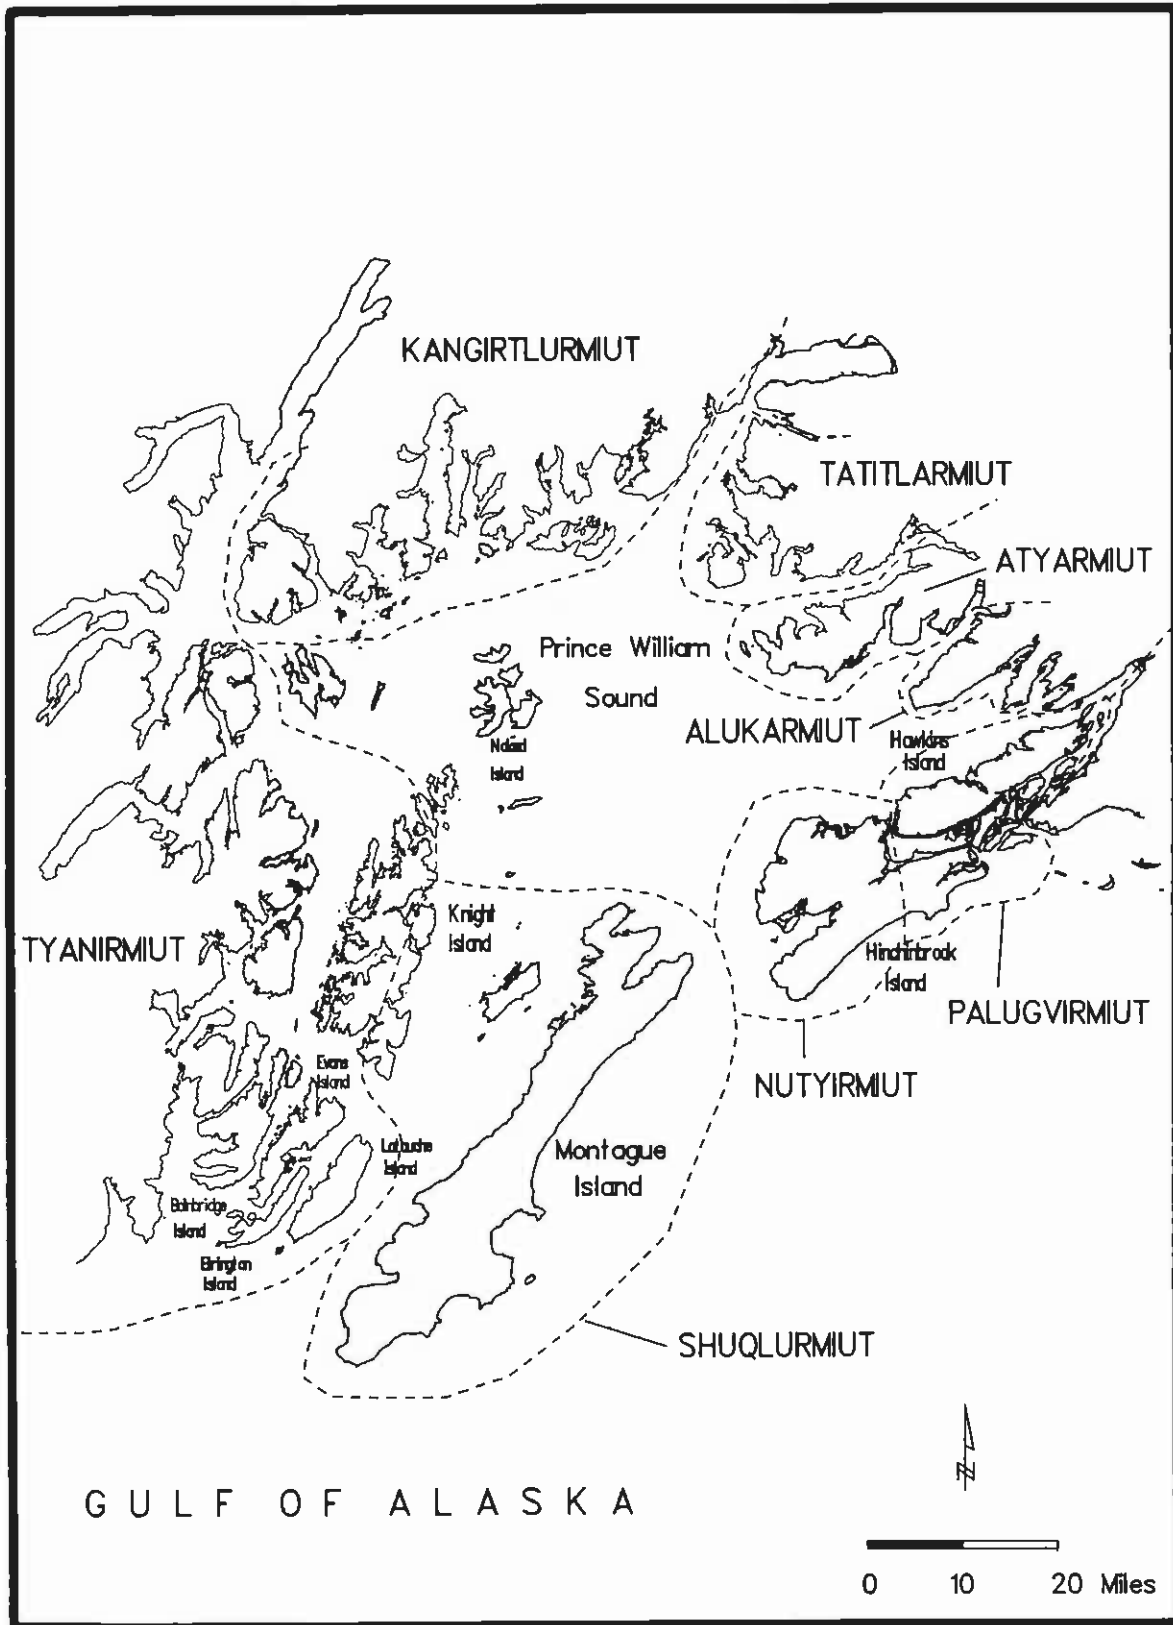 KANGIRTLURMIUT
TATITLARMIUT
ATYARMIUT
Prince William
Sound
ALUKARMIUT
Hawkins
Island
Island
Knight
Island
TYANIRMIUT
Hinchinbrook
Island
PALUGVIRMIUT
NUTYIRMIUT
Evans
Island
Latouche
Island
Montague
Island
Bainbridge
Island
Elrington
Island
SHUQLURMIUT
GULF OF ALASKA
N
0 10 20 Miles